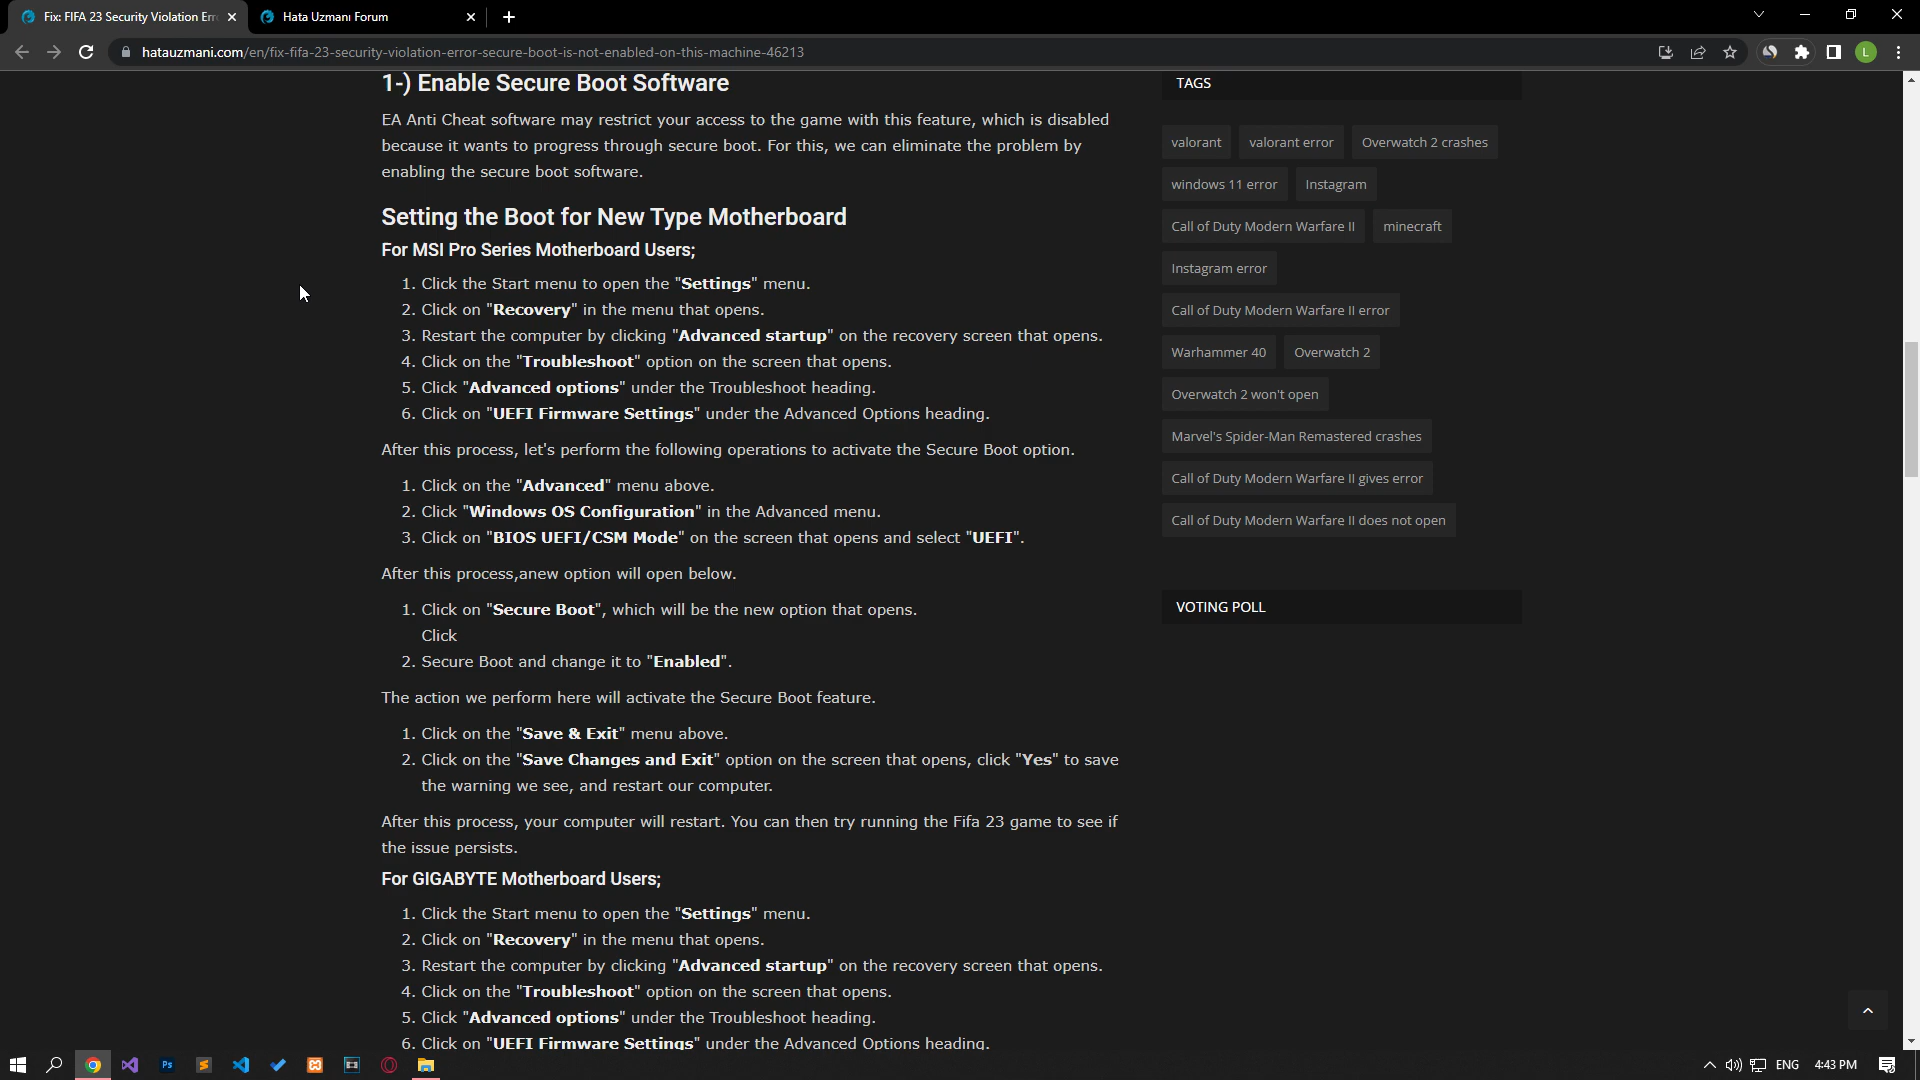 Fix: FIFA 23 Security Violation Err
Hata Uzmanı Forum
hatauzmani.com/en/fix-fifa-23-security-violation-error-secure-boot-is-not-enabled-on-this-machine-46213
L
1-) Enable Secure Boot Software
EA Anti Cheat software may restrict your access to the game with this feature, which is disabled
because it wants to progress through secure boot. For this, we can eliminate the problem by
enabling the secure boot software.
Setting the Boot for New Type Motherboard
For MSI Pro Series Motherboard Users;
1. Click the Start menu to open the "Settings" menu.
2. Click on "Recovery" in the menu that opens.
3. Restart the computer by clicking "Advanced startup" on the recovery screen that opens.
4. Click on the "Troubleshoot" option on the screen that opens.
5. Click "Advanced options" under the Troubleshoot heading.
6. Click on "UEFI Firmware Settings" under the Advanced Options heading.
After this process, let's perform the following operations to activate the Secure Boot option.
1. Click on the "Advanced" menu above.
2. Click "Windows OS Configuration" in the Advanced menu.
3. Click on "BIOS UEFI/CSM Mode" on the screen that opens and select "UEFI".
After this process,anew option will open below.
1. Click on "Secure Boot", which will be the new option that opens.
Click
2. Secure Boot and change it to "Enabled".
The action we perform here will activate the Secure Boot feature.
1. Click on the "Save & Exit" menu above.
2. Click on the "Save Changes and Exit" option on the screen that opens, click "Yes" to save
the warning we see, and restart our computer.
After this process, your computer will restart. You can then try running the Fifa 23 game to see if
the issue persists.
For GIGABYTE Motherboard Users;
1. Click the Start menu to open the "Settings" menu.
2. Click on "Recovery" in the menu that opens.
3. Restart the computer by clicking "Advanced startup" on the recovery screen that opens.
4. Click on the "Troubleshoot" option on the screen that opens.
5. Click "Advanced options" under the Troubleshoot heading.
6. Click on "UEFI Firmware Settings" under the Advanced Options heading.
TAGS
valorant
valorant error
Overwatch 2 crashes
windows 11 error
Instagram
Call of Duty Modern Warfare II
minecraft
Instagram error
Call of Duty Modern Warfare II error
Warhammer 40
Overwatch 2
Overwatch 2 won't open
Marvel's Spider-Man Remastered crashes
Call of Duty Modern Warfare II gives error
Call of Duty Modern Warfare II does not open
VOTING POLL
Ps
ENG
4:43 PM